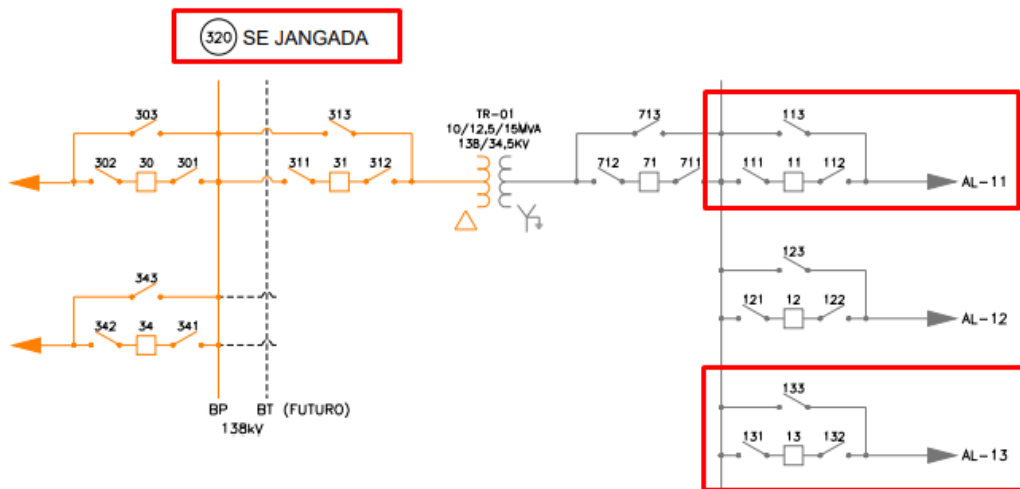 320 SE JANGADA
303
302 30 301
313
311 31 312
TR-01
10/12,5/15MVA
138/34,5KV
713
712 71 711
113
111 11 112
AL-11
343
342 34 341
123
121 12 122
AL-12
133
131 13 132
AL-13
BP BT (FUTURO)
138kV